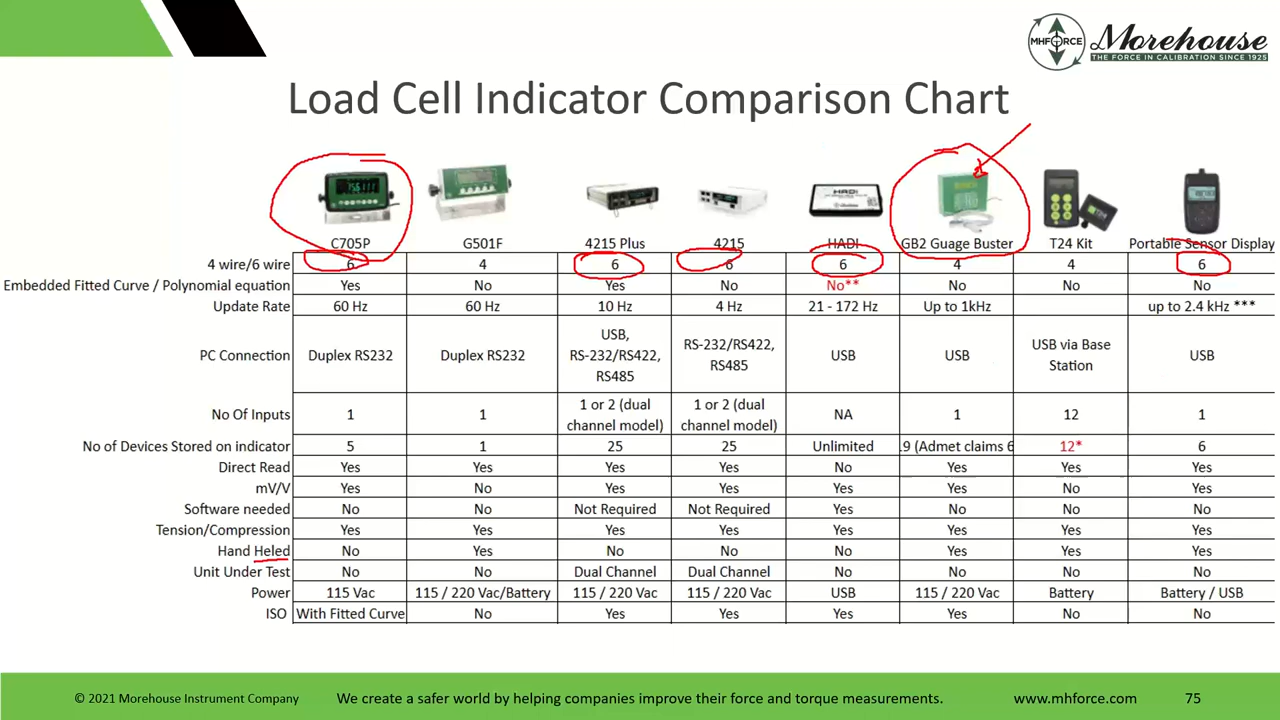 MHFORCE Morehouse
THE FORCE IN CALIBRATION SINCE 1925
Load Cell Indicator Comparison Chart
C705P G501F 4215 Plus 4215 HADI GB2 Guage Buster T24 Kit Portable Sensor Display
4 wire/6 wire 6 4 6 6 6 4 4 6
Embedded Fitted Curve / Polynomial equation Yes No Yes No No** No No No
Update Rate 60 Hz 60 Hz 10 Hz 4 Hz 21 - 172 Hz Up to 1kHz up to 2.4 kHz ***
PC Connection Duplex RS232 Duplex RS232 USB, RS-232/RS422, RS485 RS-232/RS422, RS485 USB USB USB via Base Station USB
No Of Inputs 1 1 1 or 2 (dual channel model) 1 or 2 (dual channel model) NA 1 12 1
No of Devices Stored on indicator 5 1 25 25 Unlimited .9 (Admet claims 6 12* 6
Direct Read Yes Yes Yes Yes No Yes Yes Yes
mV/V Yes No Yes Yes Yes Yes No Yes
Software needed No No Not Required Not Required Yes No No No
Tension/Compression Yes Yes Yes Yes Yes Yes Yes Yes
Hand Heled No Yes No No No Yes Yes Yes
Unit Under Test No No Dual Channel Dual Channel No No No No
Power 115 Vac 115 / 220 Vac/Battery 115 / 220 Vac 115 / 220 Vac USB 115 / 220 Vac Battery Battery / USB
ISO With Fitted Curve No Yes Yes Yes Yes No No
© 2021 Morehouse Instrument Company We create a safer world by helping companies improve their force and torque measurements. www.mhforce.com 75